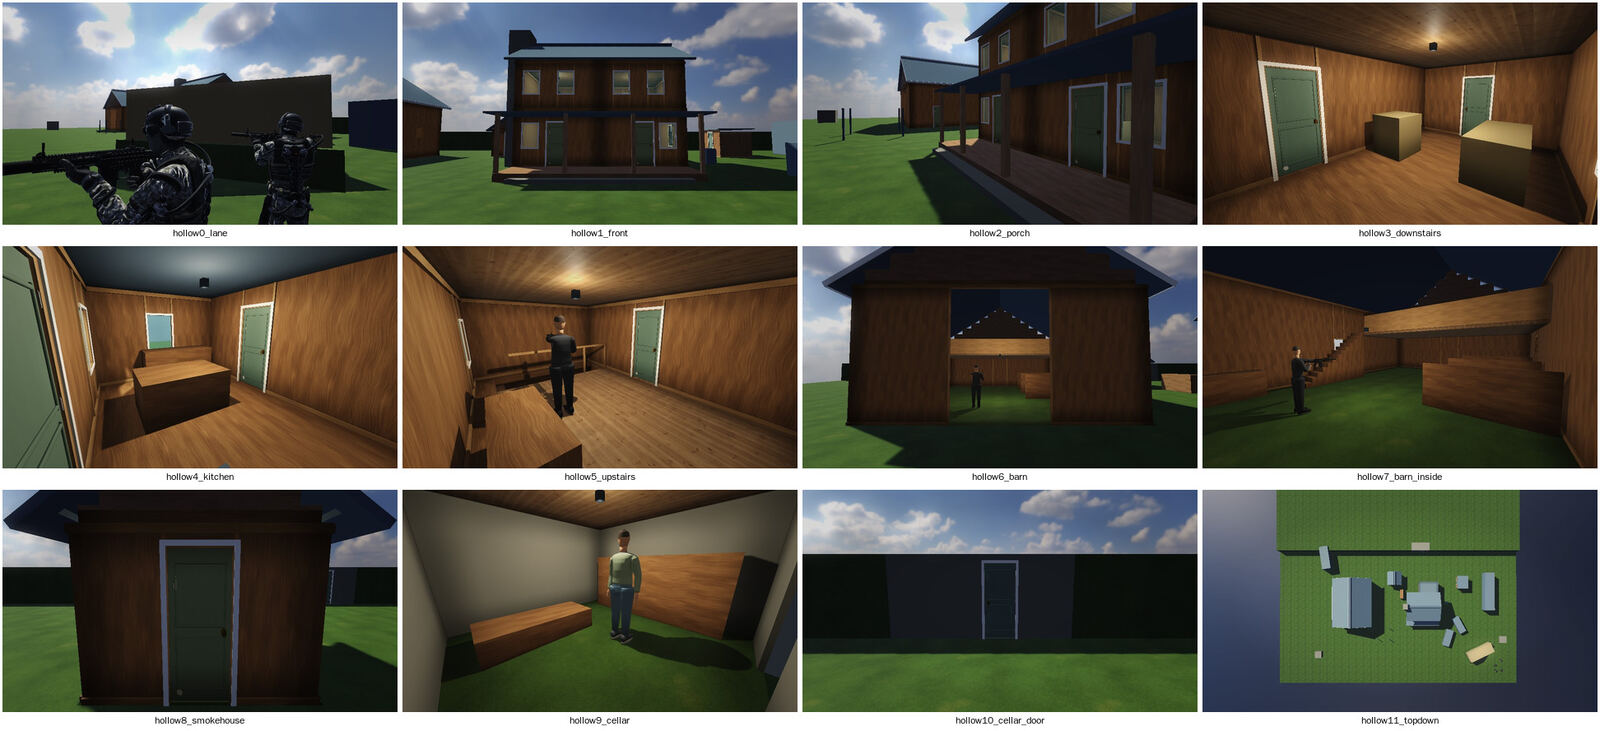 hollow0_lane
hollow1_front
hollow2_porch
hollow3_downstairs
hollow4_kitchen
hollow5_upstairs
hollow6_barn
hollow7_barn_inside
hollow8_smokehouse
hollow9_cellar
hollow10_cellar_door
hollow11_topdown